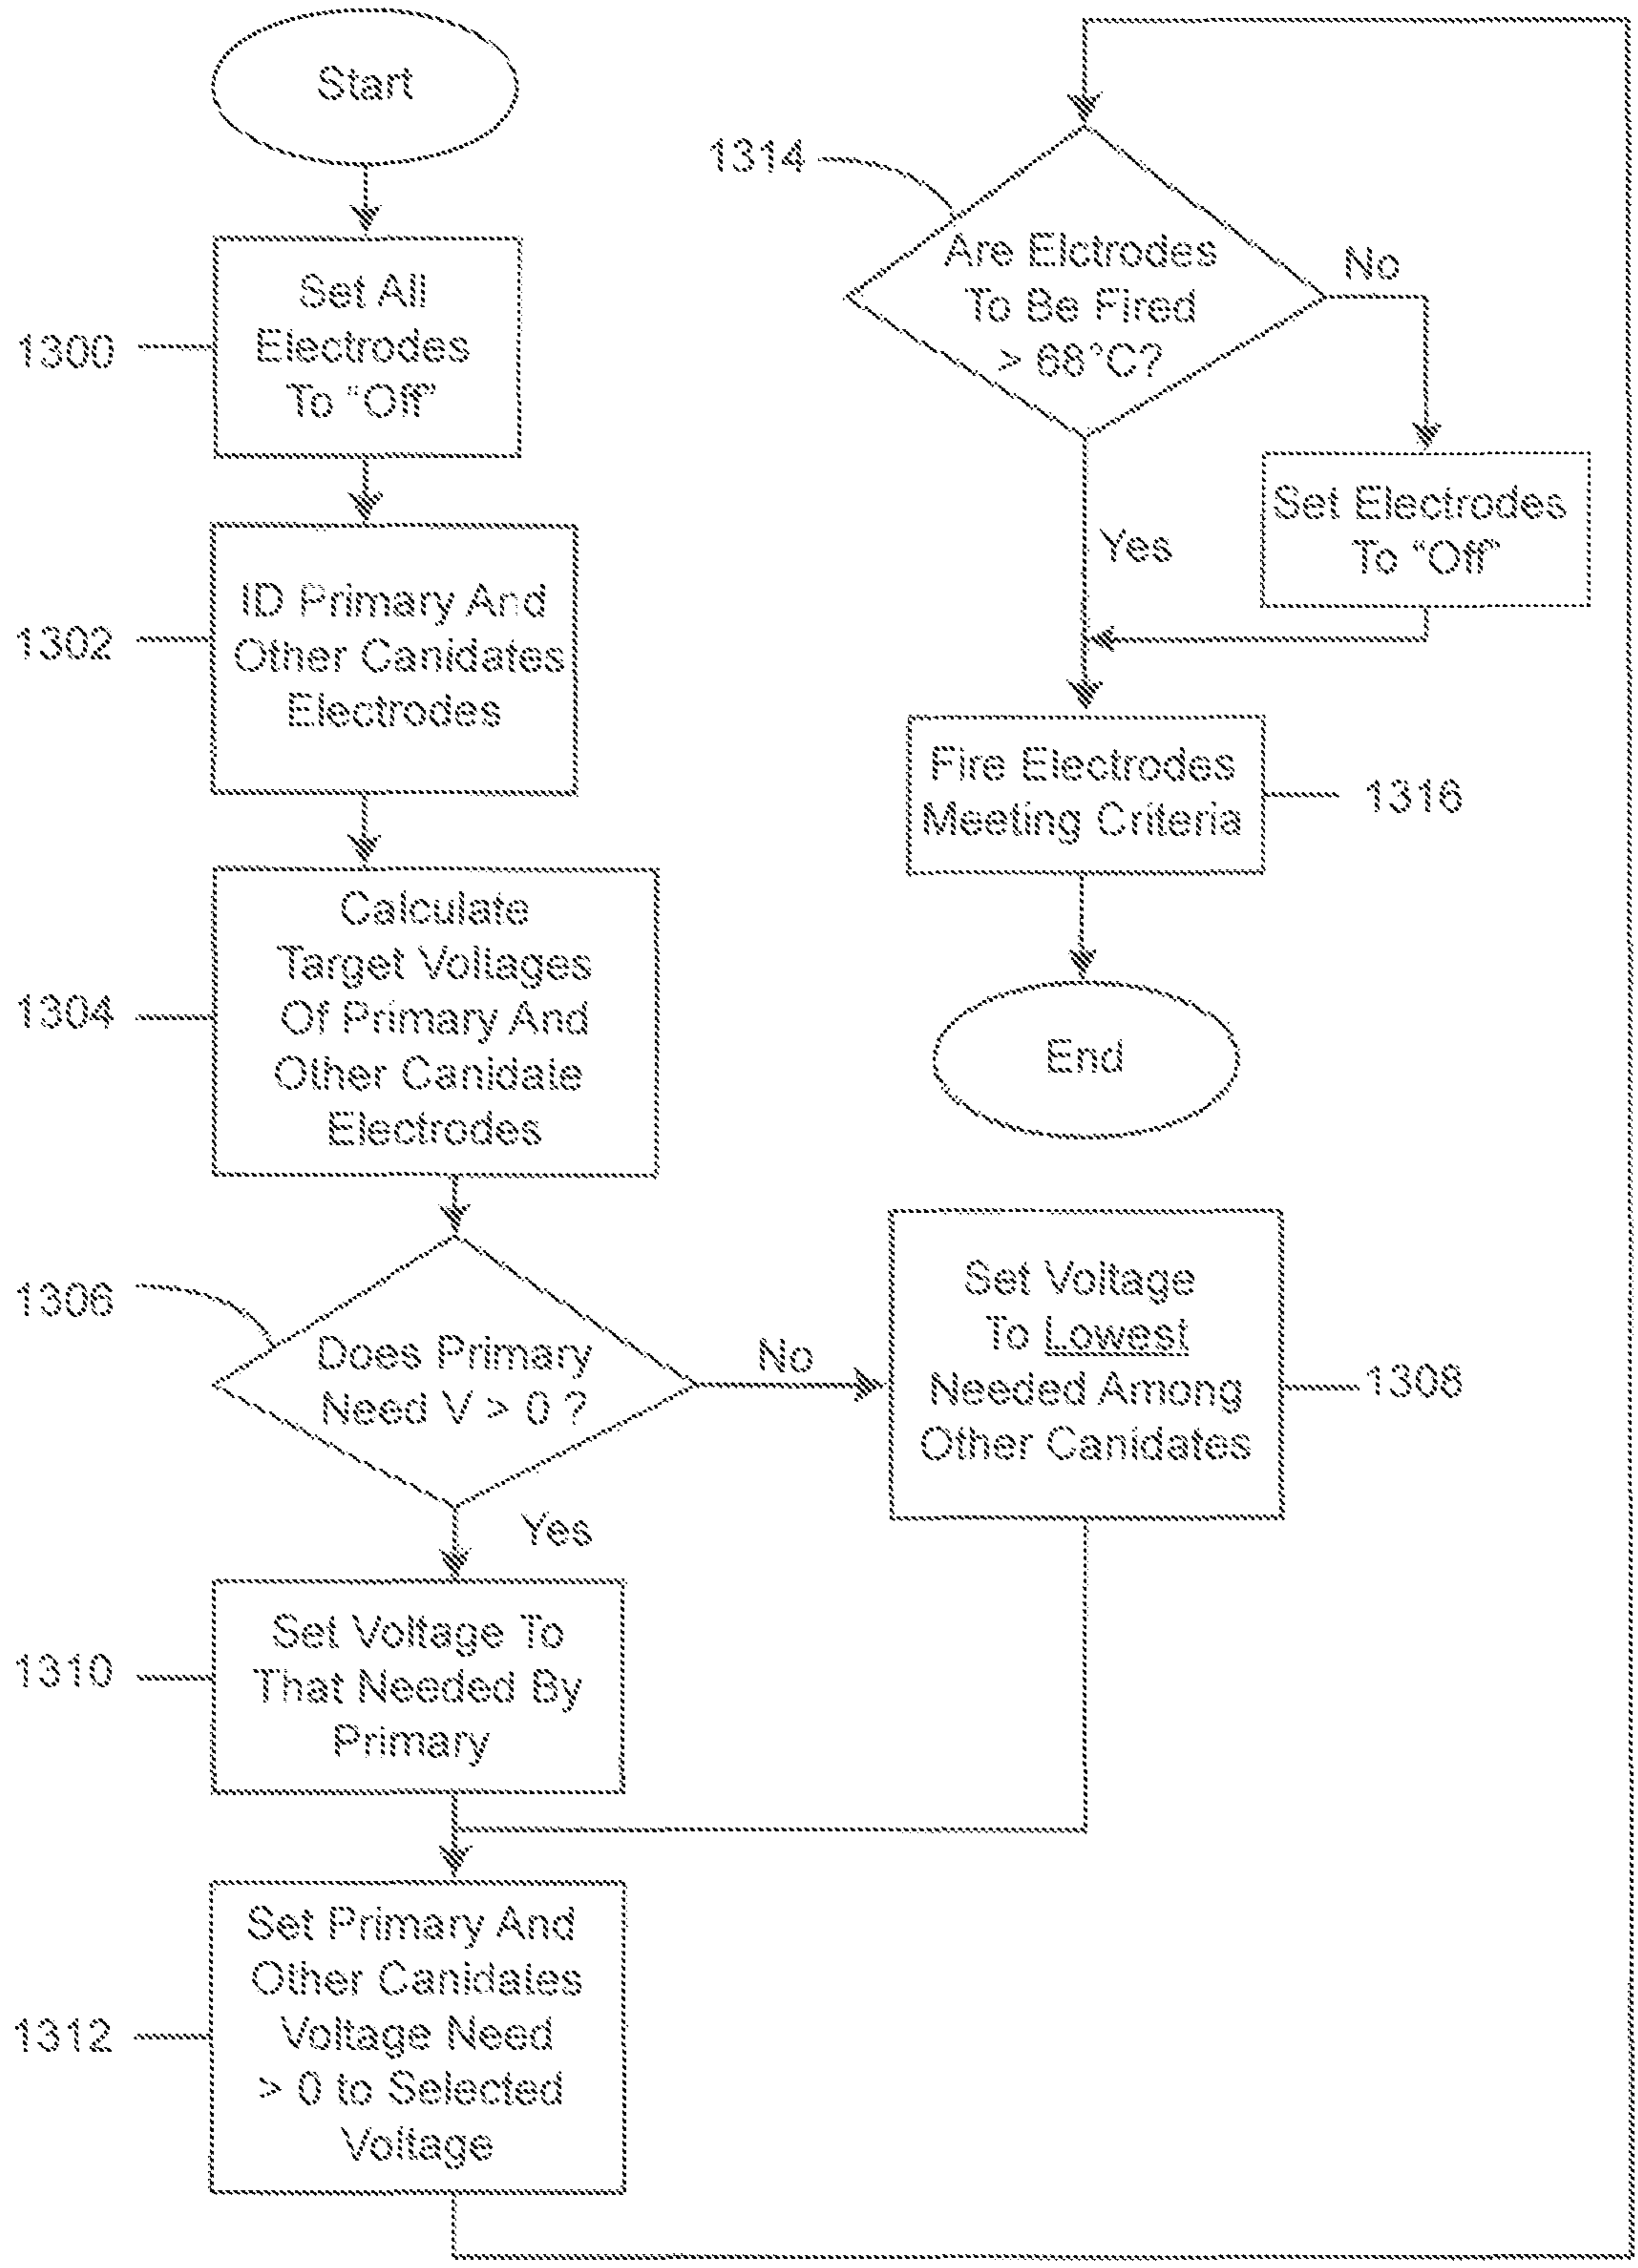 Start
1300
Set All
Electrodes
To "Off"
1302
ID Primary And
Other Canidates
Electrodes
1304
Calculate
Target Voltages
Of Primary And
Other Canidate
Electrodes
1306
Does Primary
Need V > 0 ?
No
Yes
Set Voltage
To Lowest
Needed Among
Other Canidates
1308
1310
Set Voltage To
That Needed By
Primary
1312
Set Primary And
Other Canidates
Voltage Need
> 0 to Selected
Voltage
1314
Are Elctrodes
To Be Fired
> 68°C?
No
Yes
Set Electrodes
To "Off"
Fire Electrodes
Meeting Criteria
1316
End